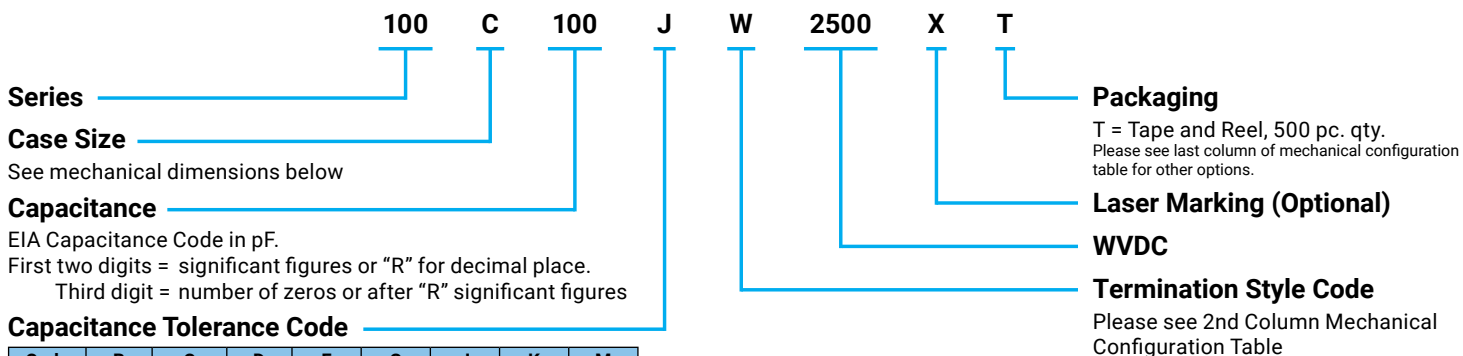 100 C 100 J W 2500 X T
Series
Case Size
See mechanical dimensions below
Capacitance
EIA Capacitance Code in pF.
First two digits = significant figures or “R” for decimal place.
Third digit = number of zeros or after “R” significant figures
Capacitance Tolerance Code
Packaging
T = Tape and Reel, 500 pc. qty.
Please see last column of mechanical configuration
table for other options.
Laser Marking (Optional)
WVDC
Termination Style Code
Please see 2nd Column Mechanical
Configuration Table